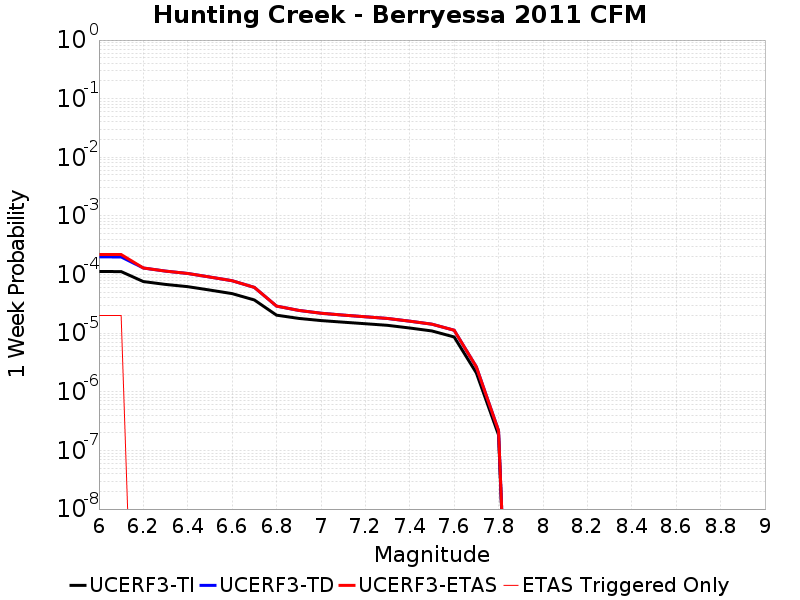 Hunting Creek - Berryessa 2011 CFM
1 Week Probability
10^0
10^-1
10^-2
10^-3
10^-4
10^-5
10^-6
10^-7
10^-8
6 6.2 6.4 6.6 6.8 7 7.2 7.4 7.6 7.8 8 8.2 8.4 8.6 8.8 9
Magnitude
UCERF3-TI UCERF3-TD UCERF3-ETAS ETAS Triggered Only